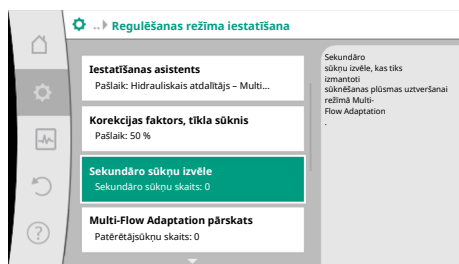 ..▸ Regulēšanas režīma iestatīšana
Iestatīšanas asistents
Pašlaik: Hidrauliskais atdalītājs – Multi...
Korekcijas faktors, tīkla sūknis
Pašlaik: 50 %
Sekundāro sūkņu izvēle
Sekundāro sūkņu skaits: 0
Multi-Flow Adaptation pārskats
Patērētājsūkņu skaits: 0
Sekundāro
sūkņu izvēle, kas tiks
izmantoti
sūknēšanas plūsmas uztveršanai
režīmā Multi-
Flow Adaptation
.